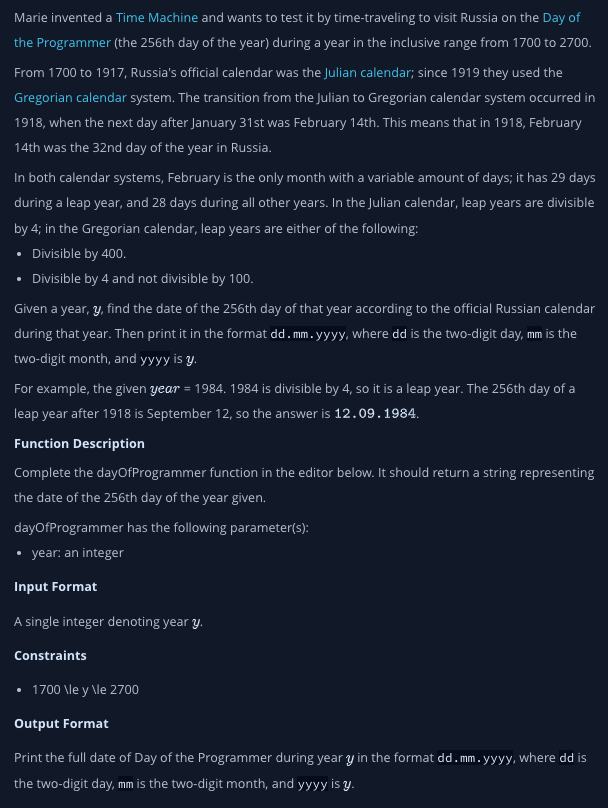 Marie invented a Time Machine and wants to test it by time-traveling to visit Russia on the Day of
the Programmer (the 256th day of the year) during a year in the inclusive range from 1700 to 2700.
From 1700 to 1917, Russia's official calendar was the Julian calendar; since 1919 they used the
Gregorian calendar system. The transition from the Julian to Gregorian calendar system occurred in
1918, when the next day after January 31st was February 14th. This means that in 1918, February
14th was the 32nd day of the year in Russia.
In both calendar systems, February is the only month with a variable amount of days; it has 29 days
during a leap year, and 28 days during all other years. In the Julian calendar, leap years are divisible
by 4; in the Gregorian calendar, leap years are either of the following:
• Divisible by 400.
• Divisible by 4 and not divisible by 100.
Given a year, y, find the date of the 256th day of that year according to the official Russian calendar
during that year. Then print it in the format dd.mm.yyyy, where dd is the two-digit day, mm is the
two-digit month, and yyyy is y.
For example, the given year = 1984. 1984 is divisible by 4, so it is a leap year. The 256th day of a
leap year after 1918 is September 12, so the answer is 12.09.1984.
Function Description
Complete the dayOfProgrammer function in the editor below. It should return a string representing
the date of the 256th day of the year given.
dayOfProgrammer has the following parameter(s):
• year: an integer
Input Format
A single integer denoting year y.
Constraints
• 1700 \le y \le 2700
Output Format
Print the full date of Day of the Programmer during year y in the format dd.mm.yyyy, where dd is
the two-digit day, mm is the two-digit month, and yyyy is y.